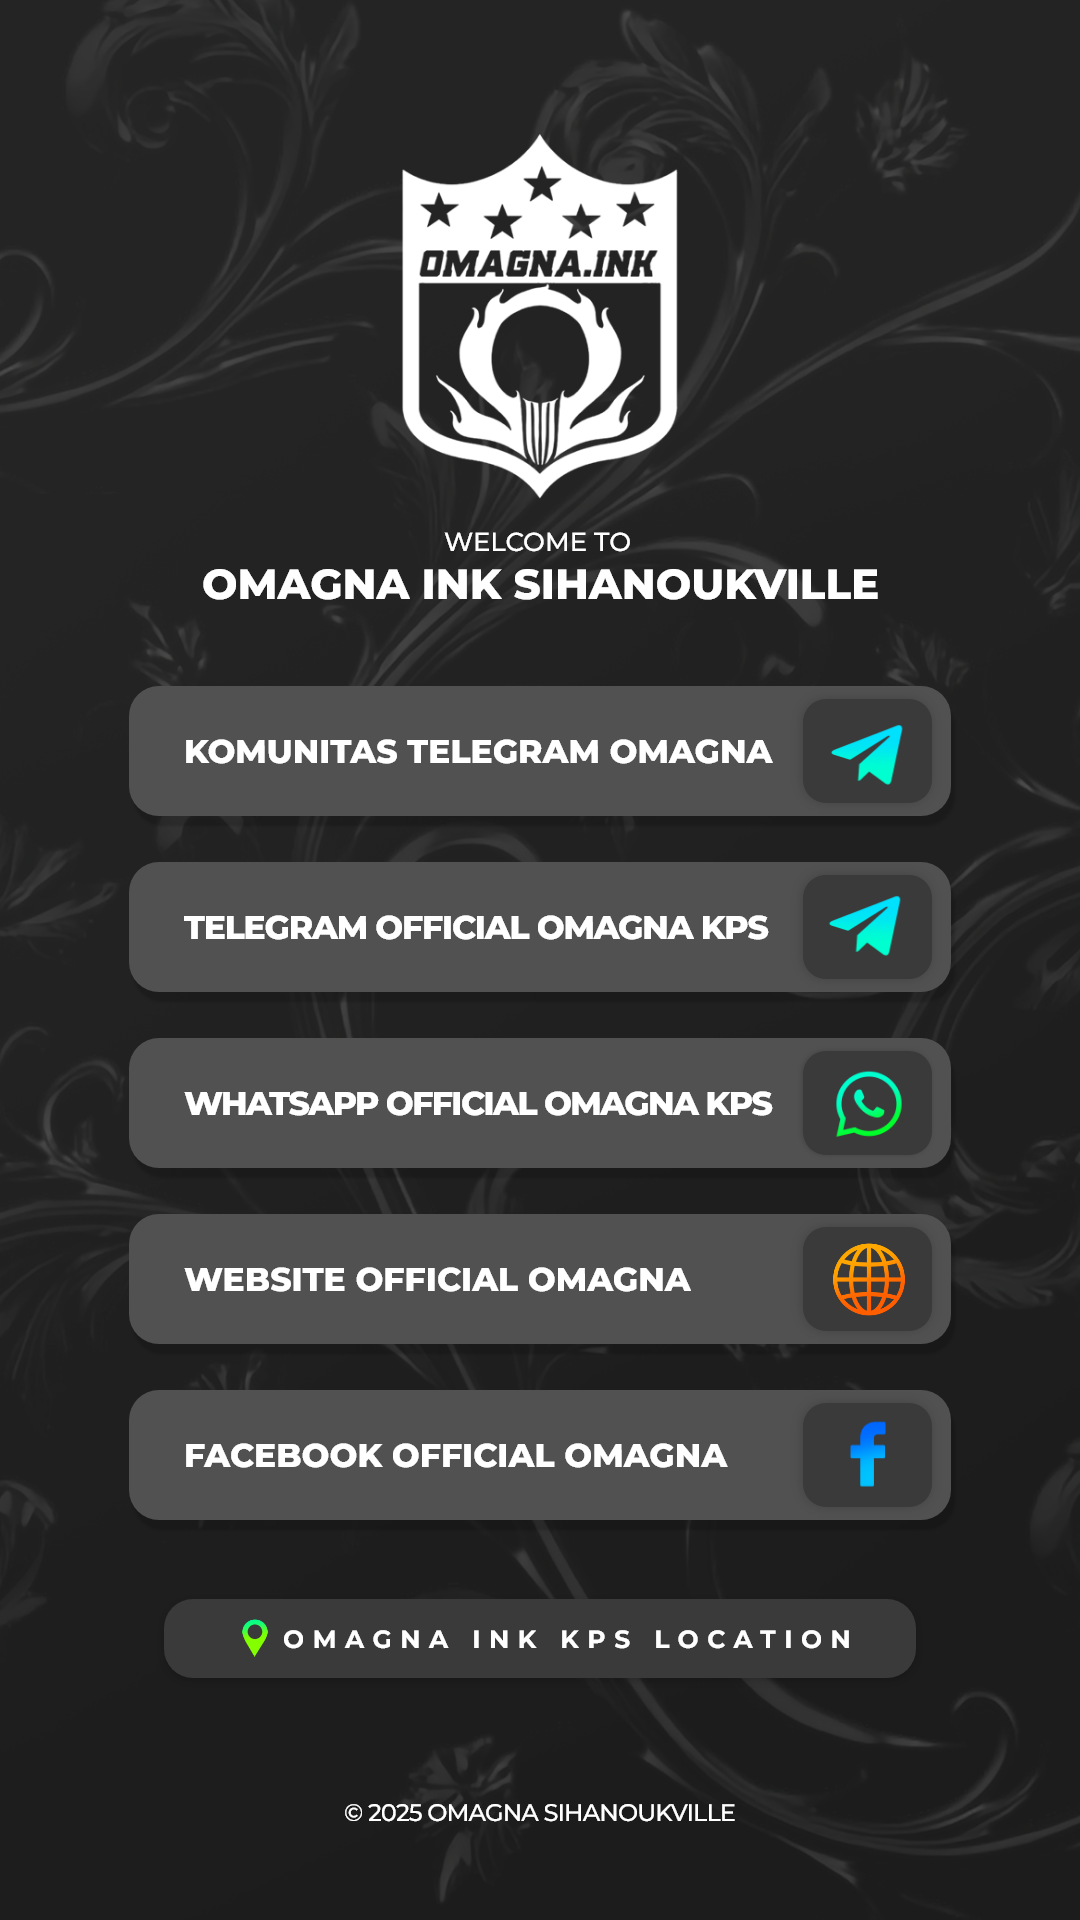 OMAGNA.INK
WELCOME TO
OMAGNA INK SIHANOUKVILLE
KOMUNITAS TELEGRAM OMAGNA
TELEGRAM OFFICIAL OMAGNA KPS
WHATSAPP OFFICIAL OMAGNA KPS
WEBSITE OFFICIAL OMAGNA
FACEBOOK OFFICIAL OMAGNA
OMAGNA INK KPS LOCATION
© 2025 OMAGNA SIHANOUKVILLE